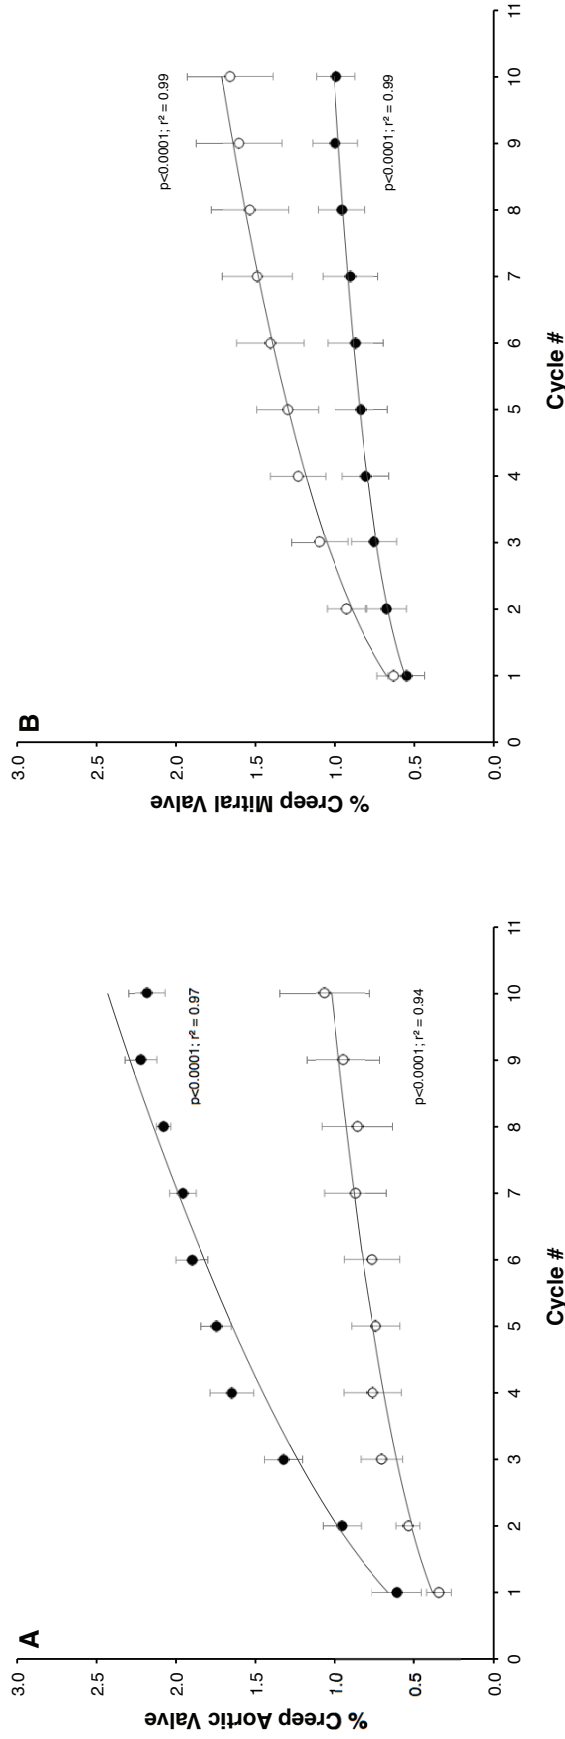 A
3.0
2.5
2.0
1.5
1.0
0.5
0.0
% Creep Aortic Valve
p<0.0001; r² = 0.97
p<0.0001; r² = 0.94
0 1 2 3 4 5 6 7 8 9 10 11
Cycle #
B
3.0
2.5
2.0
1.5
1.0
0.5
0.0
% Creep Mitral Valve
p<0.0001; r² = 0.99
p<0.0001; r² = 0.99
0 1 2 3 4 5 6 7 8 9 10 11
Cycle #